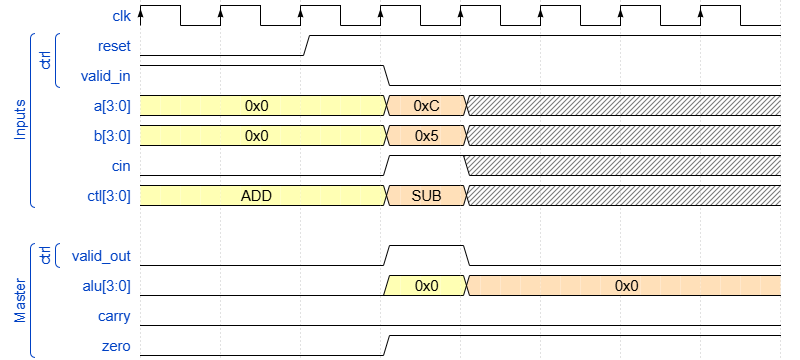 clk
reset
valid_in
a[3:0] 0x0 0xC
b[3:0] 0x0 0x5
cin
ctl[3:0] ADD SUB
ctrl
Inputs
valid_out
alu[3:0] 0x0 0x0
carry
zero
ctrl
Master